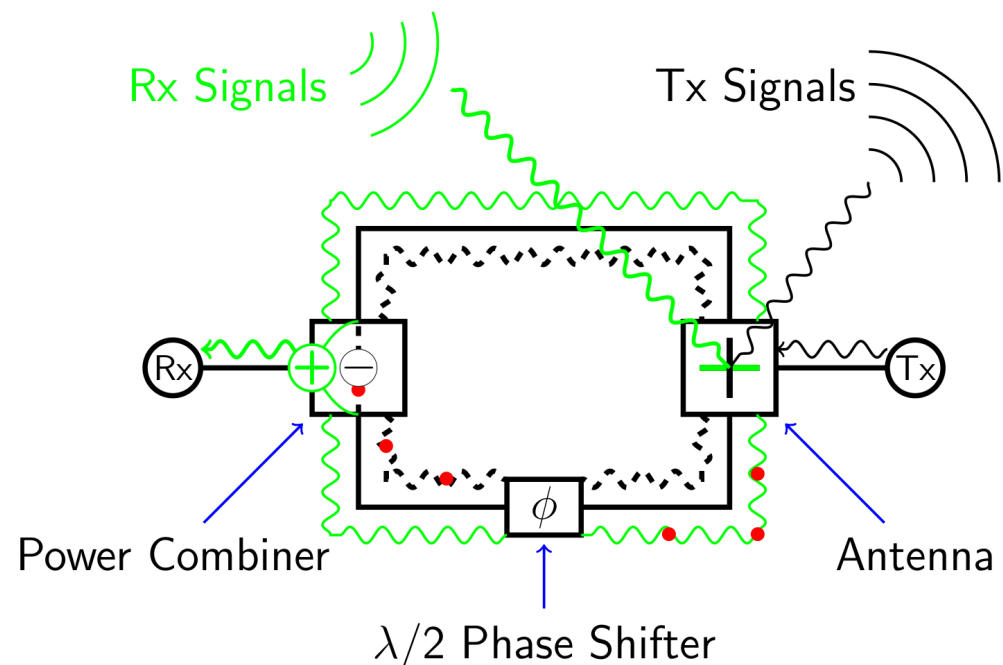 Rx Signals
Tx Signals
Rx
+
−
Tx
ϕ
Power Combiner
Antenna
λ/2 Phase Shifter